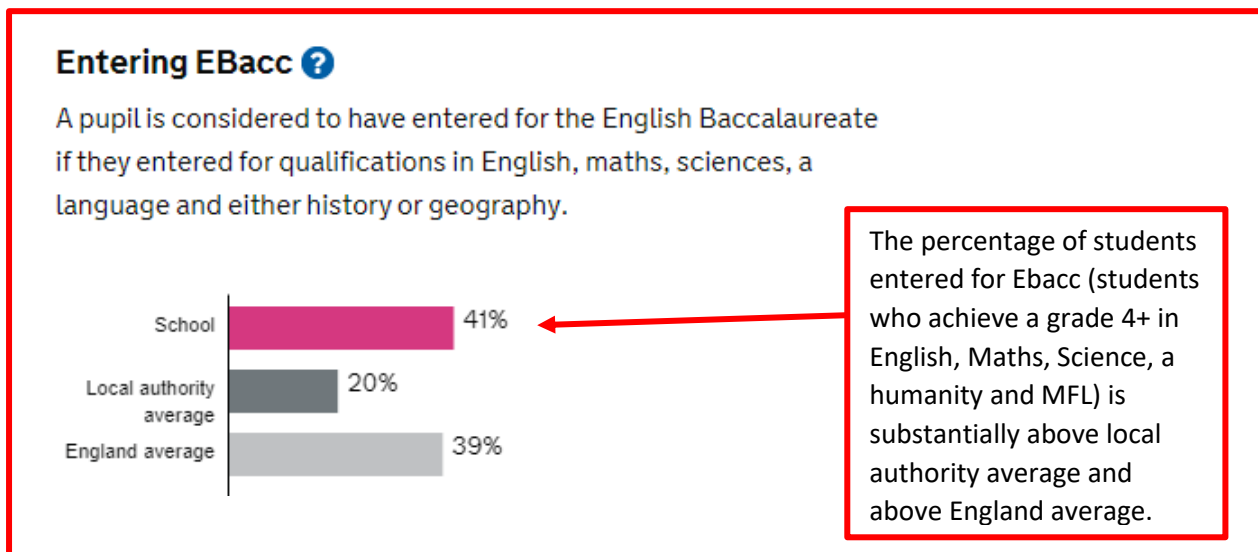 Entering EBacc ?
A pupil is considered to have entered for the English Baccalaureate
if they entered for qualifications in English, maths, sciences, a
language and either history or geography.
School 41%
Local authority
average 20%
England average 39%
The percentage of students
entered for Ebacc (students
who achieve a grade 4+ in
English, Maths, Science, a
humanity and MFL) is
substantially above local
authority average and
above England average.